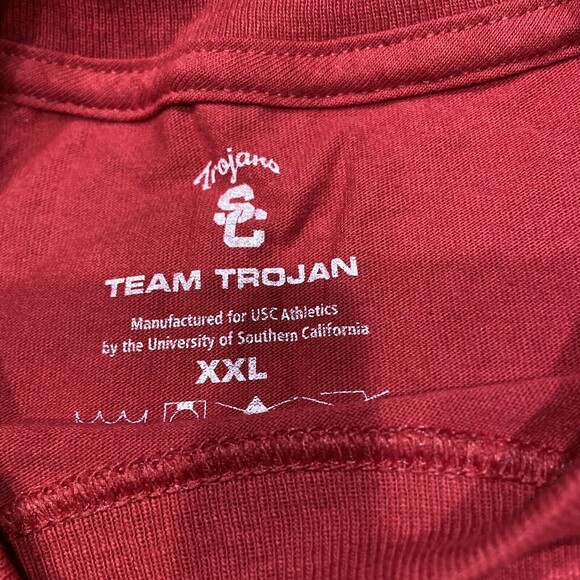 Trojans
SC
TEAM TROJAN
Manufactured for USC Athletics
by the University of Southern California
XXL